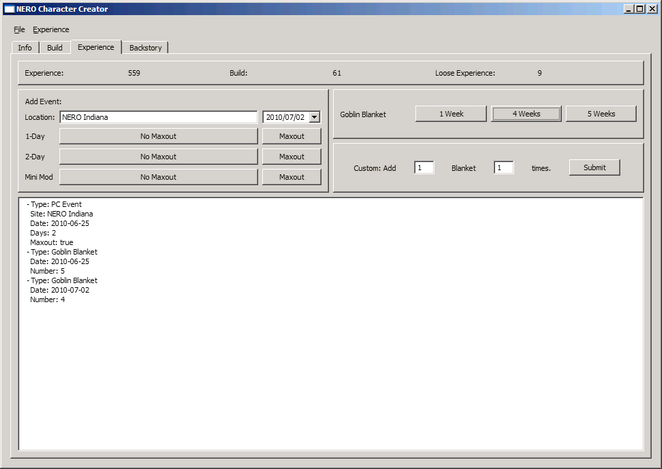 NERO Character Creator
File Experience
Info Build Experience Backstory
Experience: 559 Build: 61 Loose Experience: 9
Add Event:
Location: NERO Indiana 2010/07/02
1-Day No Maxout Maxout
2-Day No Maxout Maxout
Mini Mod No Maxout Maxout
Goblin Blanket 1 Week 4 Weeks 5 Weeks
Custom: Add 1 Blanket 1 times. Submit
- Type: PC Event
Site: NERO Indiana
Date: 2010-06-25
Days: 2
Maxout: true
- Type: Goblin Blanket
Date: 2010-06-25
Number: 5
- Type: Goblin Blanket
Date: 2010-07-02
Number: 4